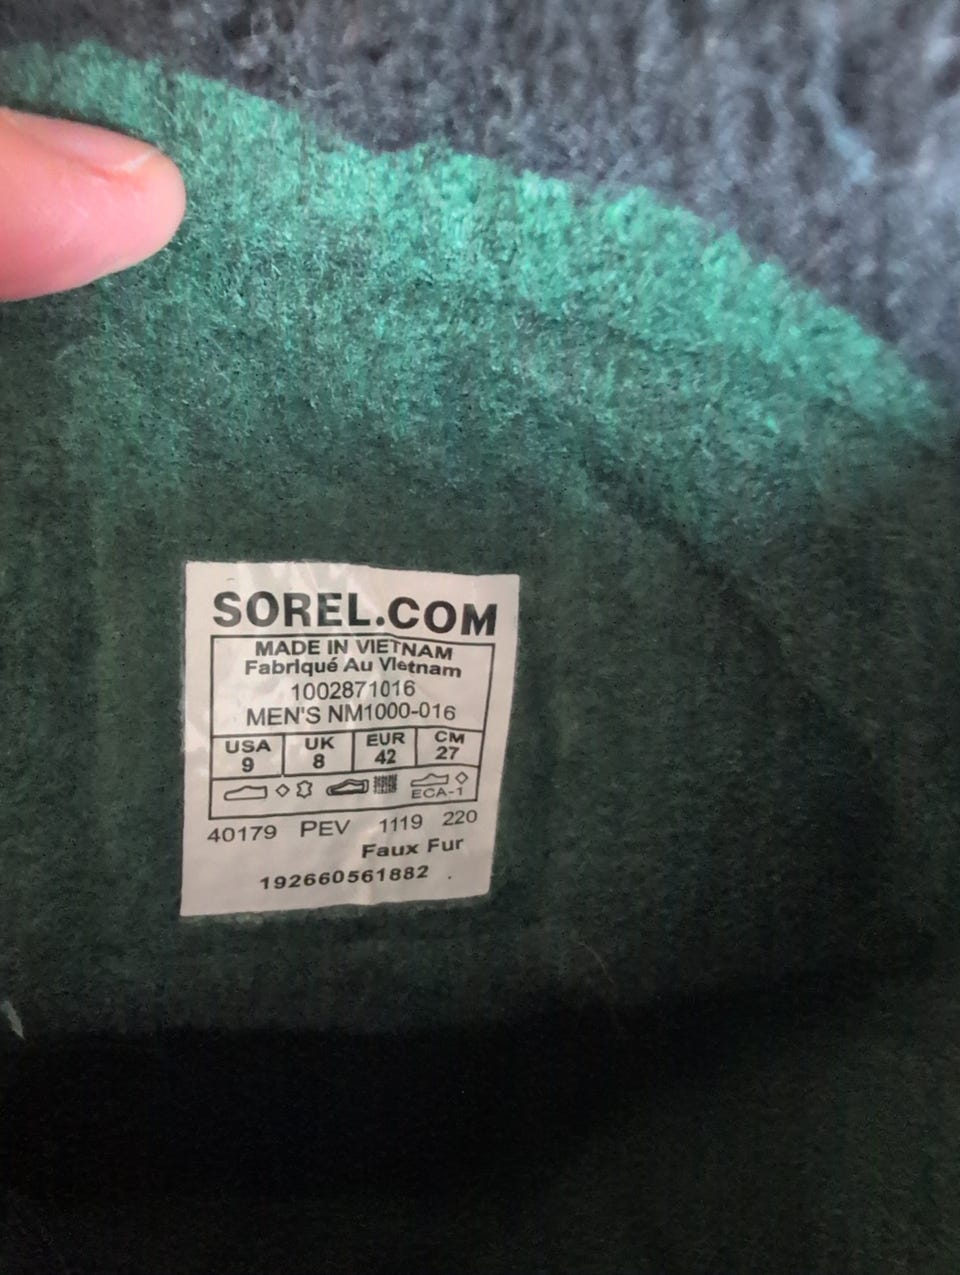 SOREL.COM
MADE IN VIETNAM
Fabriqué Au Vietnam
1002871016
MEN'S NM1000-016
USA UK EUR CM
9 8 42 27
ECA-1
40179 PEV 1119 220
Faux Fur
192660561882